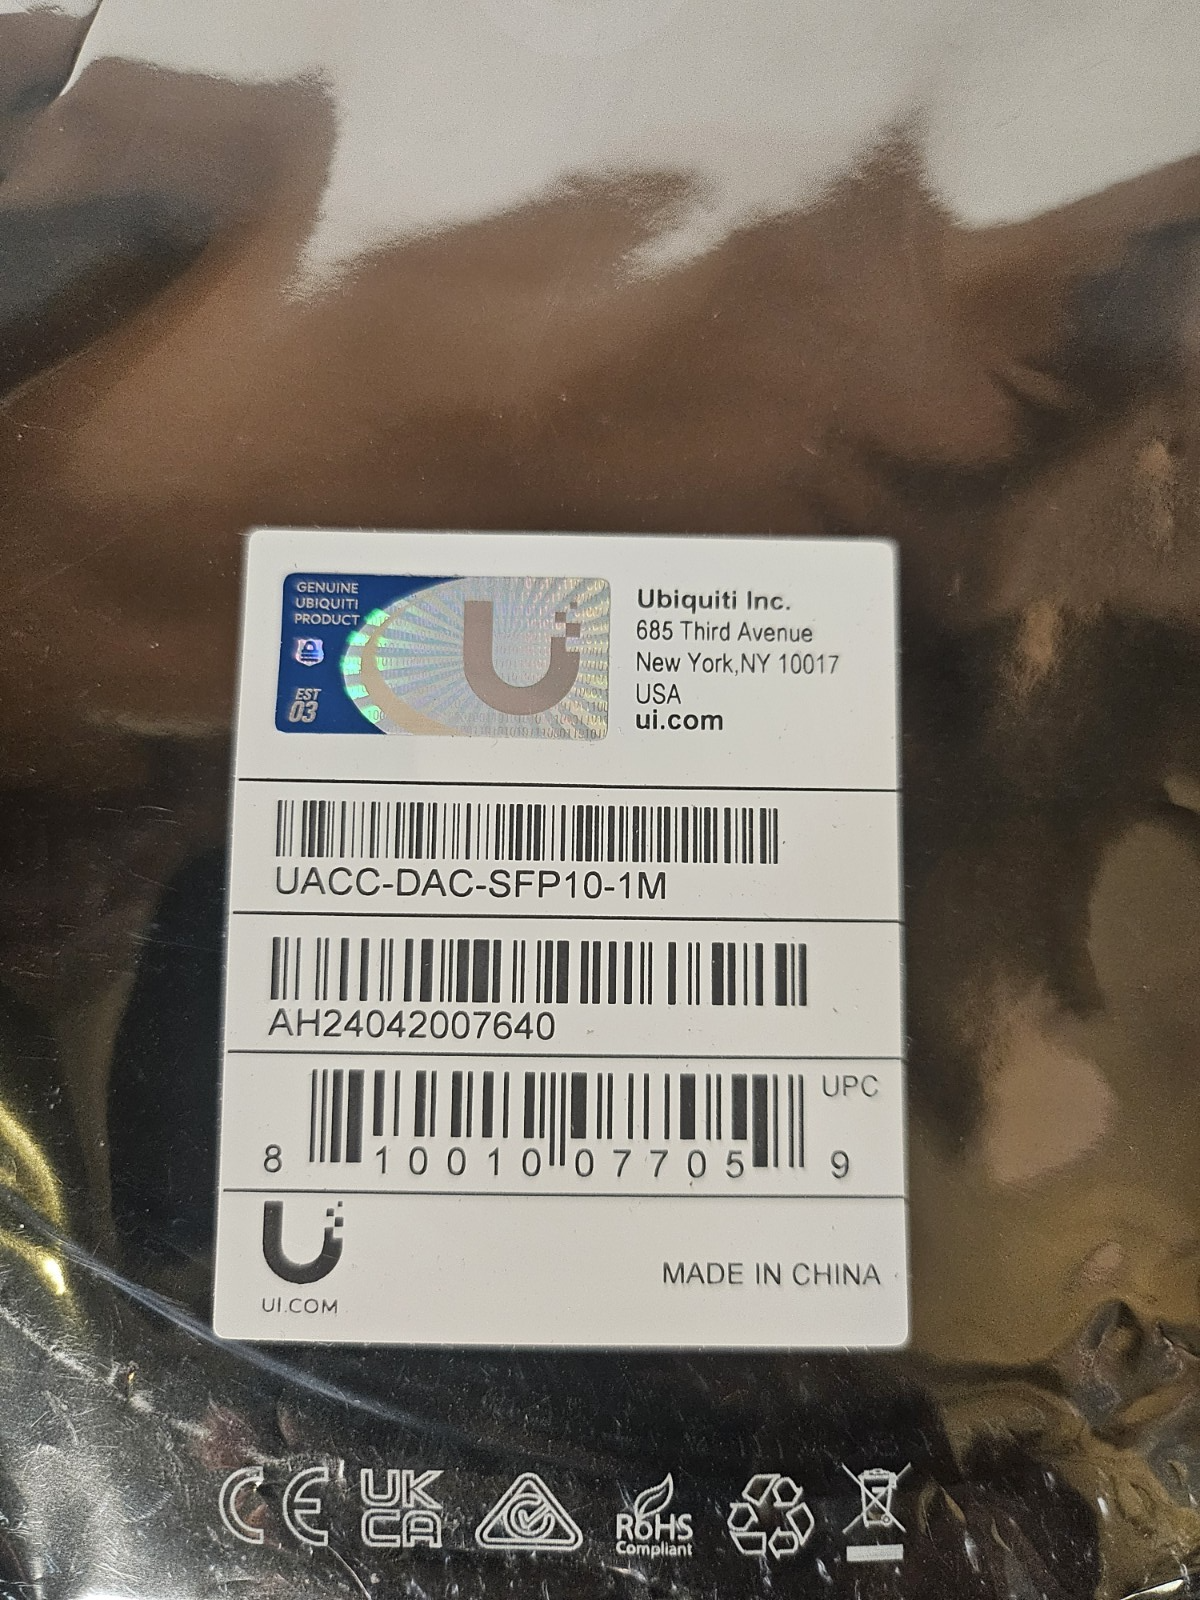 GENUINE
UBIQUITI
PRODUCT
EST
03
Ubiquiti Inc.
685 Third Avenue
New York,NY 10017
USA
ui.com
UACC-DAC-SFP10-1M
AH24042007640
UPC
8 10010 07705 9
UI.COM
MADE IN CHINA
CE
UK
CA
RoHS
Compliant